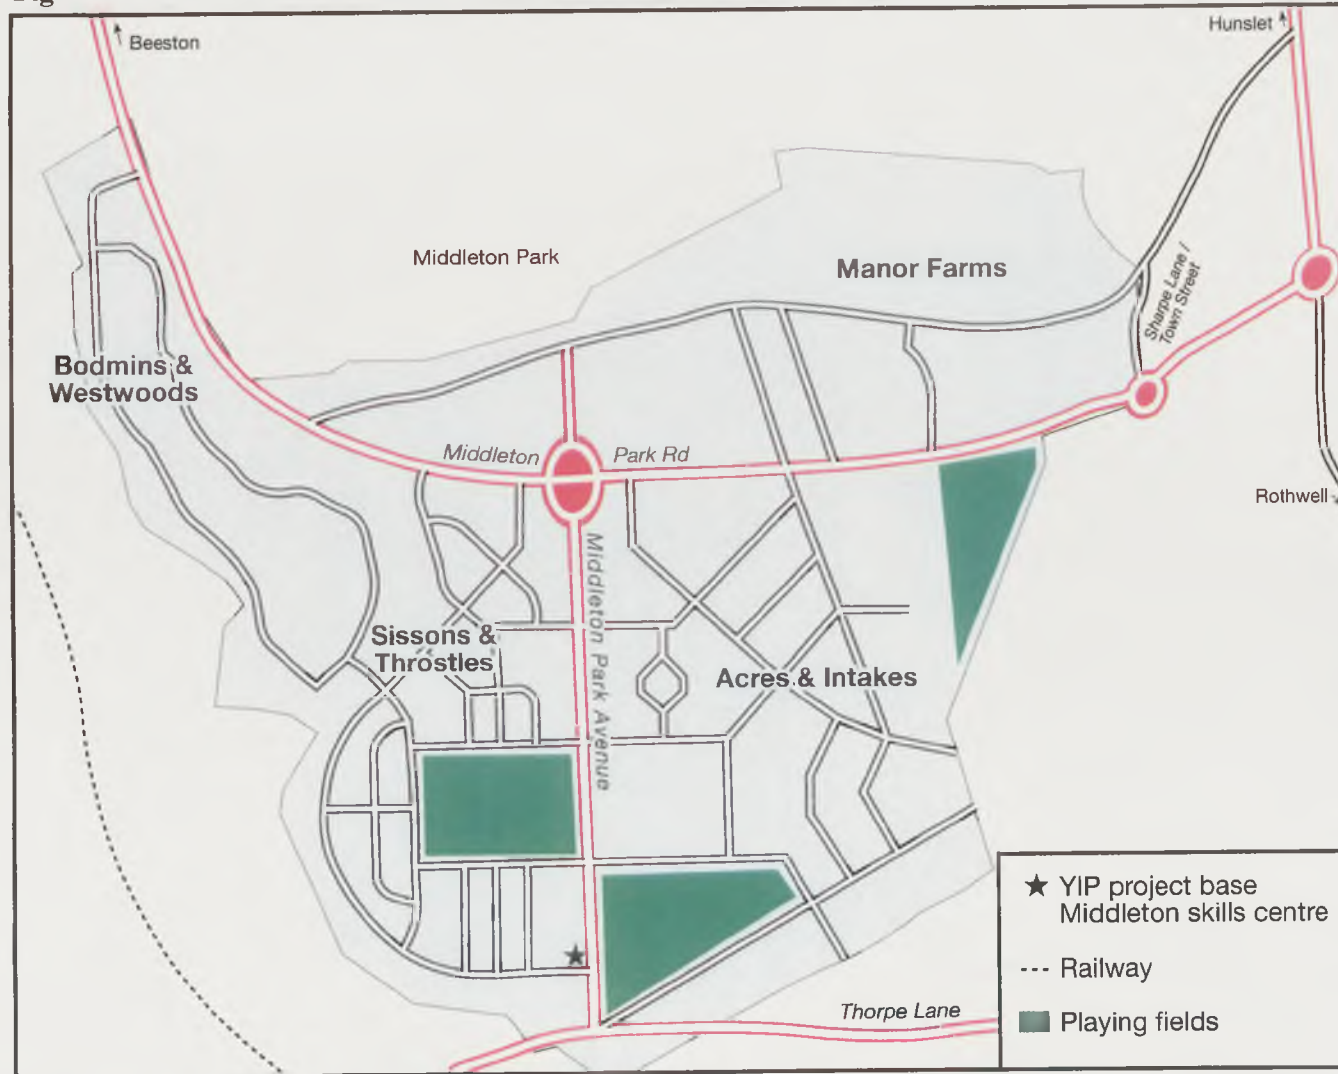 Beeston
Hunslet
Middleton Park
Manor Farms
Sharpe Lane /
Town Street
Bodmins &
Westwoods
Middleton Park Rd
Rothwell
Middleton Park Avenue
Sissons &
Throstles
Acres & Intakes
Thorpe Lane
YIP project base
Middleton skills centre
Railway
Playing fields